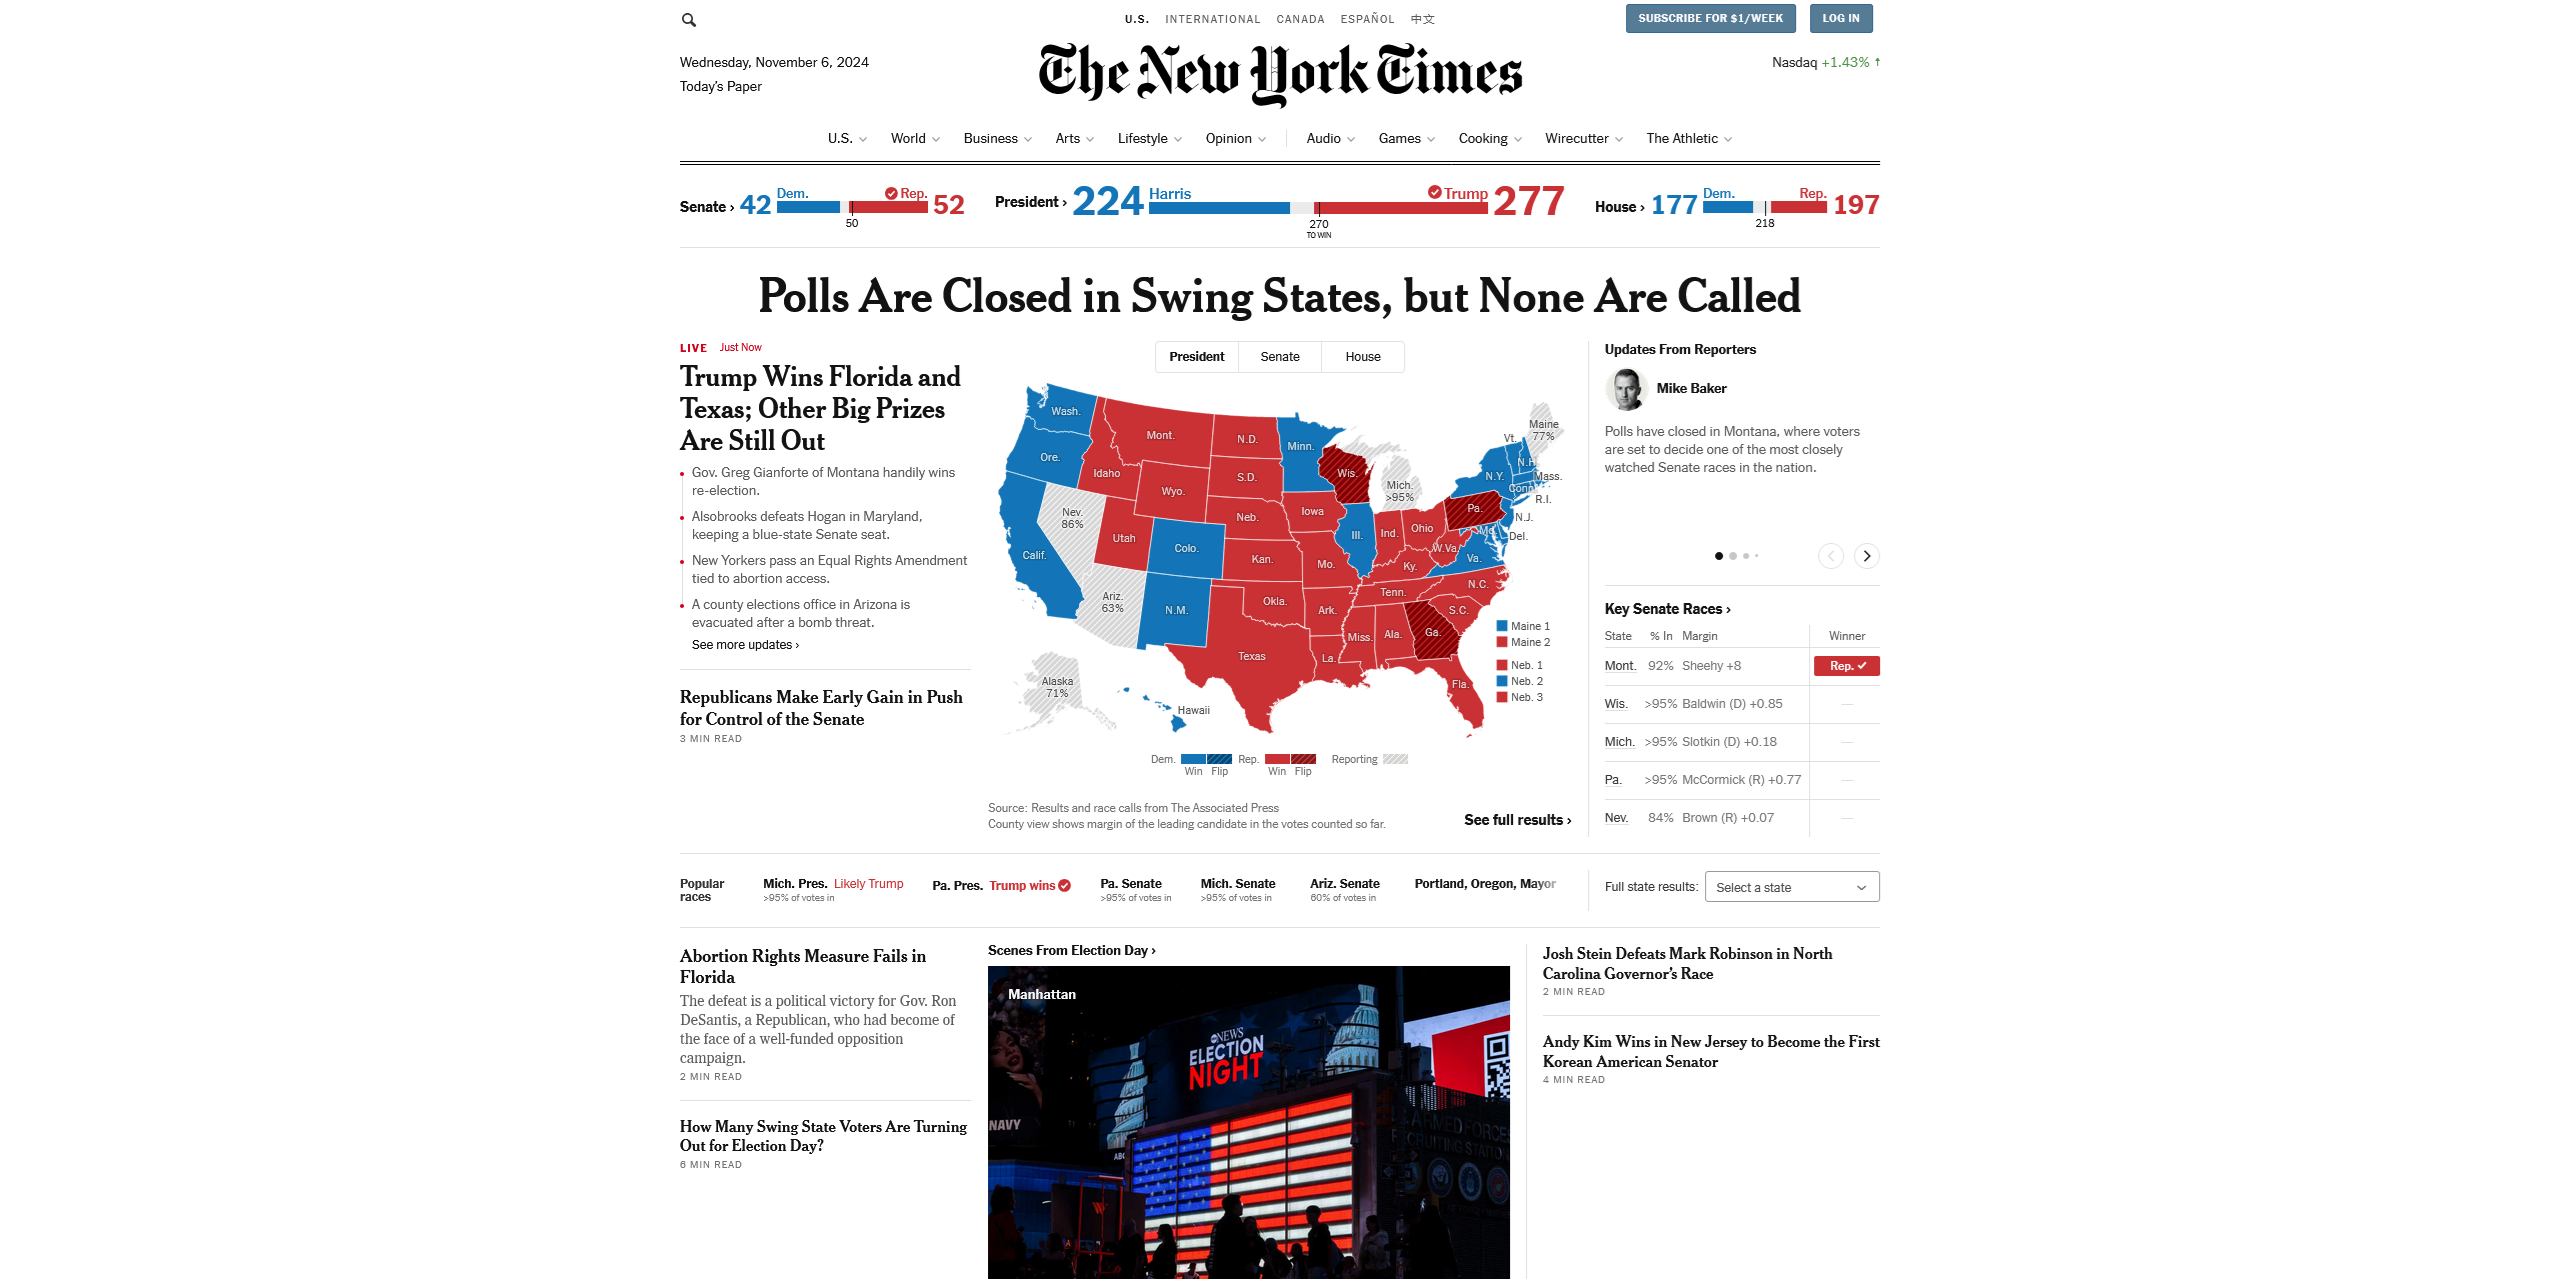 U.S. INTERNATIONAL CANADA ESPAÑOL 中文
SUBSCRIBE FOR $1/WEEK
LOG IN
Wednesday, November 6, 2024
Today's Paper
The New York Times
Nasdaq +1.43% ↑
U.S. World Business Arts Lifestyle Opinion Audio Games Cooking Wirecutter The Athletic
Senate › 42 Dem. Rep. 52
50
President › 224 Harris Trump 277
270
TO WIN
House › 177 Dem. Rep. 197
218
Polls Are Closed in Swing States, but None Are Called
LIVE Just Now
Trump Wins Florida and
Texas; Other Big Prizes
Are Still Out
Gov. Greg Gianforte of Montana handily wins
re-election.
Alsobrooks defeats Hogan in Maryland,
keeping a blue-state Senate seat.
New Yorkers pass an Equal Rights Amendment
tied to abortion access.
A county elections office in Arizona is
evacuated after a bomb threat.
See more updates ›
Republicans Make Early Gain in Push
for Control of the Senate
3 MIN READ
President Senate House
Wash.
Ore.
Calif.
Nev.
86%
Idaho
Mont.
Wyo.
Utah
Ariz.
63%
Colo.
N.M.
N.D.
S.D.
Neb.
Kan.
Okla.
Texas
Minn.
Iowa
Mo.
Ark.
La.
Wis.
Ill.
Mich.
>95%
Ind.
Ohio
Ky.
Tenn.
Miss.
Ala.
Ga.
Fla.
S.C.
N.C.
Va.
W.Va.
Md.
Del.
Pa.
N.J.
N.Y.
Conn.
R.I.
Mass.
Vt.
N.H.
Maine
77%
Alaska
71%
Hawaii
Maine 1
Maine 2
Neb. 1
Neb. 2
Neb. 3
Dem. Rep. Reporting
Win Flip Win Flip
Source: Results and race calls from The Associated Press
County view shows margin of the leading candidate in the votes counted so far.
See full results ›
Updates From Reporters
Mike Baker
Polls have closed in Montana, where voters
are set to decide one of the most closely
watched Senate races in the nation.
Key Senate Races ›
State % In Margin Winner
Mont. 92% Sheehy +8 Rep. ✓
Wis. >95% Baldwin (D) +0.85 —
Mich. >95% Slotkin (D) +0.18 —
Pa. >95% McCormick (R) +0.77 —
Nev. 84% Brown (R) +0.07 —
Popular
races
Mich. Pres. Likely Trump
>95% of votes in
Pa. Pres. Trump wins
Pa. Senate
>95% of votes in
Mich. Senate
>95% of votes in
Ariz. Senate
60% of votes in
Portland, Oregon, Mayor
Full state results: Select a state
Abortion Rights Measure Fails in
Florida
The defeat is a political victory for Gov. Ron
DeSantis, a Republican, who had become of
the face of a well-funded opposition
campaign.
2 MIN READ
How Many Swing State Voters Are Turning
Out for Election Day?
6 MIN READ
Scenes From Election Day ›
Manhattan
abc NEWS
ELECTION
NIGHT
NAVY
ARMED FORCES
RECRUITING STATION
Josh Stein Defeats Mark Robinson in North
Carolina Governor's Race
2 MIN READ
Andy Kim Wins in New Jersey to Become the First
Korean American Senator
4 MIN READ